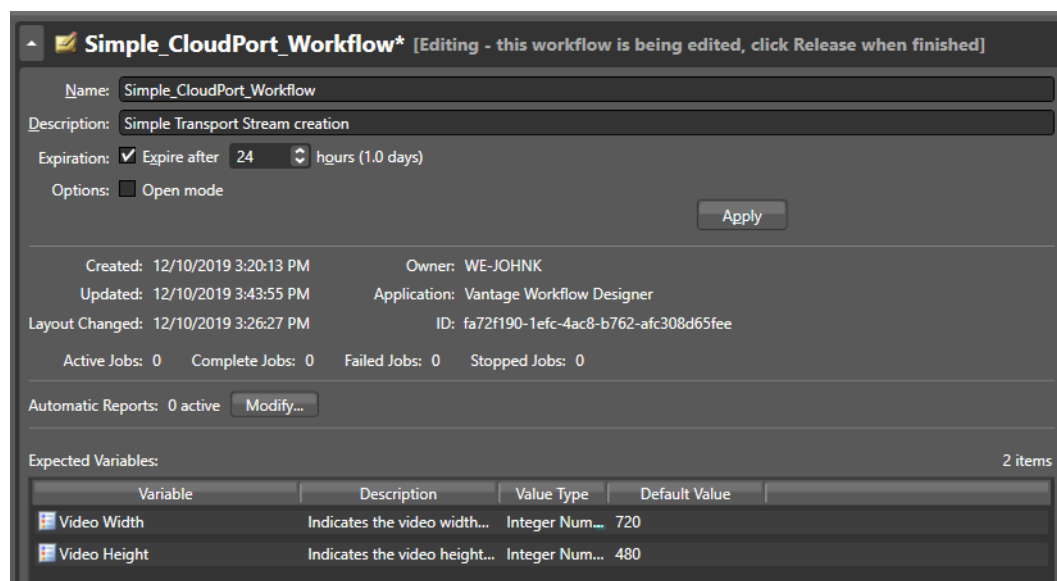 Simple_CloudPort_Workflow* [Editing - this workflow is being edited, click Release when finished]
Name: Simple_CloudPort_Workflow
Description: Simple Transport Stream creation
Expiration: Expire after 24 hours (1.0 days)
Options: Open mode
Apply
Created: 12/10/2019 3:20:13 PM Owner: WE-JOHNK
Updated: 12/10/2019 3:43:55 PM Application: Vantage Workflow Designer
Layout Changed: 12/10/2019 3:26:27 PM ID: fa72f190-1efc-4ac8-b762-afc308d65fee
Active Jobs: 0 Complete Jobs: 0 Failed Jobs: 0 Stopped Jobs: 0
Automatic Reports: 0 active Modify...
Expected Variables: 2 items
Variable Description Value Type Default Value
Video Width Indicates the video width... Integer Num... 720
Video Height Indicates the video height... Integer Num... 480